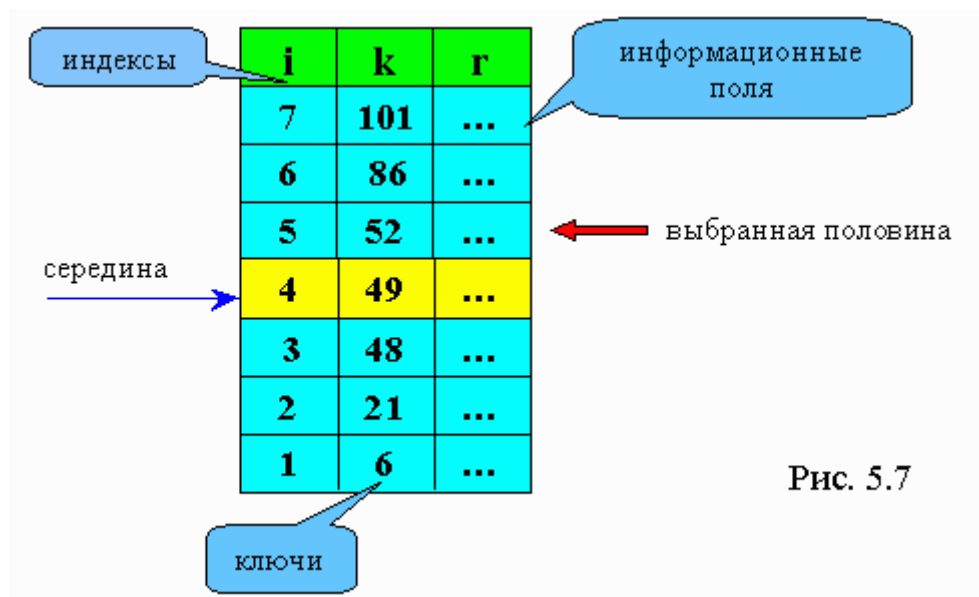 индексы
i k r
информационные
поля
7 101 ...
6 86 ...
5 52 ...
выбранная половина
середина
4 49 ...
3 48 ...
2 21 ...
1 6 ...
Рис. 5.7
ключи